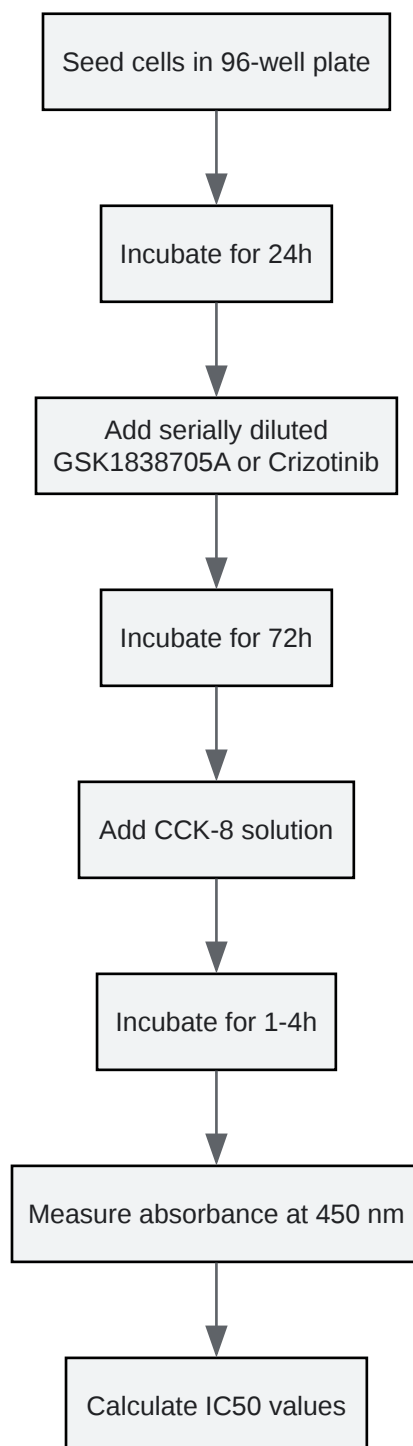 Seed cells in 96-well plate
Incubate for 24h
Add serially diluted
GSK1838705A or Crizotinib
Incubate for 72h
Add CCK-8 solution
Incubate for 1-4h
Measure absorbance at 450 nm
Calculate IC50 values